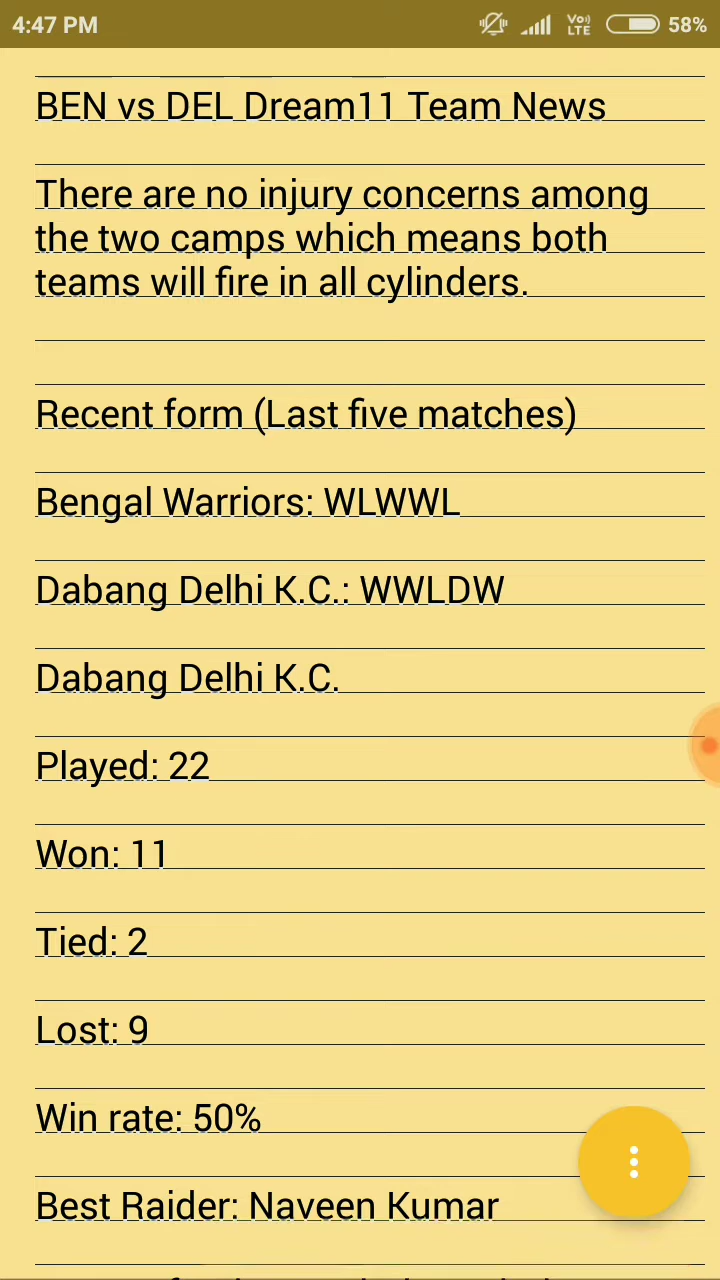 4:47 PM
Vo)) LTE
58%
BEN vs DEL Dream11 Team News
There are no injury concerns among
the two camps which means both
teams will fire in all cylinders.
Recent form (Last five matches)
Bengal Warriors: WLWWL
Dabang Delhi K.C.: WWLDW
Dabang Delhi K.C.
Played: 22
Won: 11
Tied: 2
Lost: 9
Win rate: 50%
Best Raider: Naveen Kumar